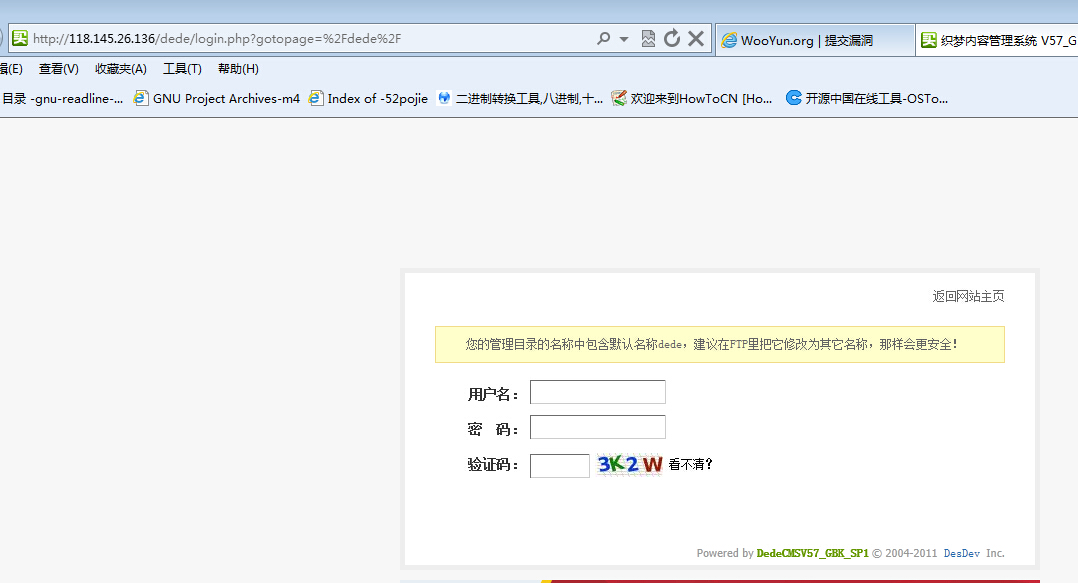 http://118.145.26.136/dede/login.php?gotopage=%2Fdede%2F
WooYun.org | 提交漏洞
织梦内容管理系统 V57_G
辑(E) 查看(V) 收藏夹(A) 工具(T) 帮助(H)
目录 -gnu-readline-... GNU Project Archives-m4 Index of -52pojie 二进制转换工具,八进制,十... 欢迎来到HowToCN [Ho... 开源中国在线工具-OSTo...
返回网站主页
您的管理目录的名称中包含默认名称dede，建议在FTP里把它修改为其它名称，那样会更安全！
用户名：
密 码：
验证码： 3K2W 看不清？
Powered by DedeCMSV57_GBK_SP1 © 2004-2011 DesDev Inc.